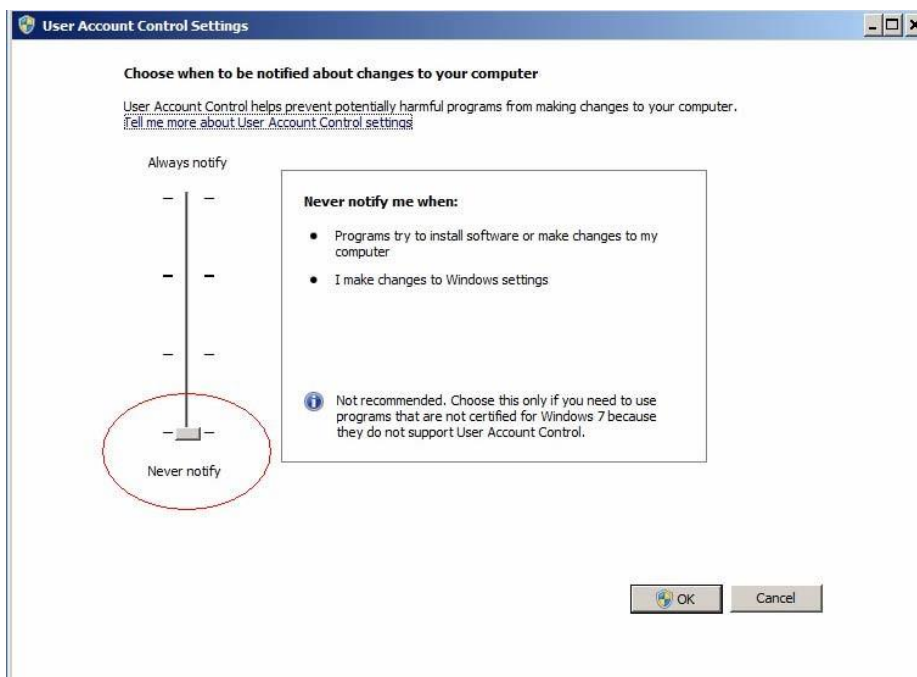 User Account Control Settings
Choose when to be notified about changes to your computer
User Account Control helps prevent potentially harmful programs from making changes to your computer.
Tell me more about User Account Control settings
Always notify
Never notify me when:
Programs try to install software or make changes to my
computer
I make changes to Windows settings
Not recommended. Choose this only if you need to use
programs that are not certified for Windows 7 because
they do not support User Account Control.
Never notify
OK
Cancel